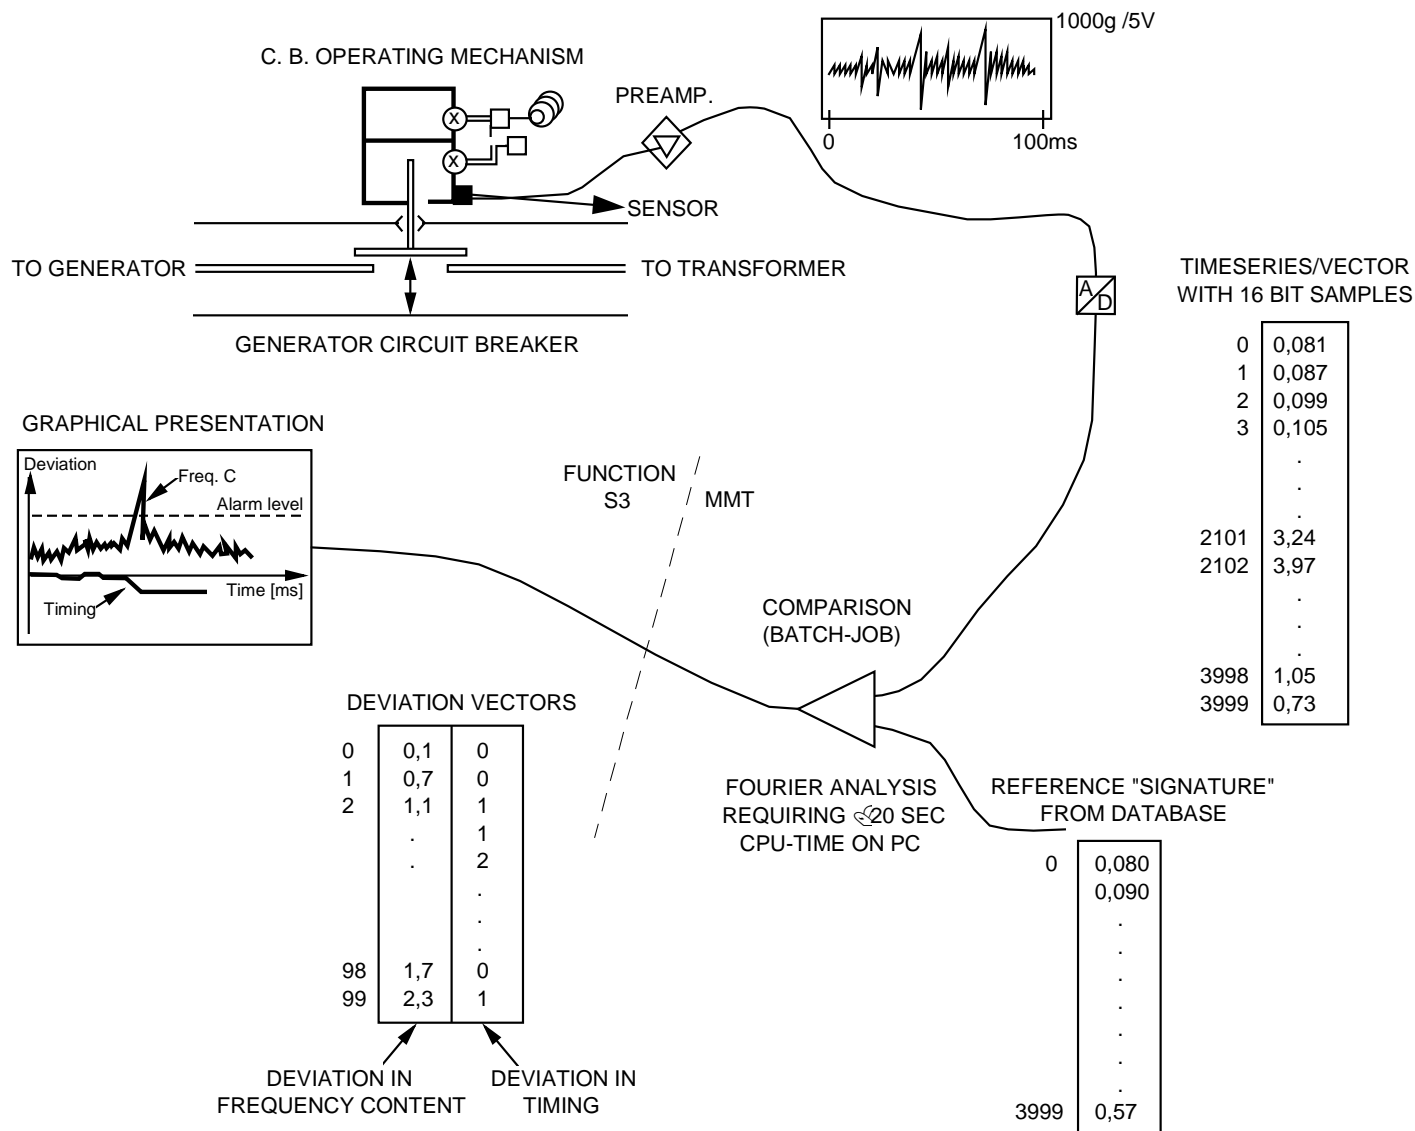 1000g /5V
C. B. OPERATING MECHANISM
PREAMP.
X
X
0 100ms
SENSOR
TO GENERATOR
TO TRANSFORMER
GENERATOR CIRCUIT BREAKER
A
D
TIMESERIES/VECTOR
WITH 16 BIT SAMPLES
0 0,081
1 0,087
2 0,099
3 0,105
.
.
.
2101 3,24
2102 3,97
.
.
.
3998 1,05
3999 0,73
GRAPHICAL PRESENTATION
Deviation
Freq. C
Alarm level
Time [ms]
Timing
FUNCTION
S3
MMT
COMPARISON
(BATCH-JOB)
DEVIATION VECTORS
0 0,1 0
1 0,7 0
2 1,1 1
. 1
. 2
.
.
.
98 1,7 0
99 2,3 1
DEVIATION IN
FREQUENCY CONTENT
DEVIATION IN
TIMING
FOURIER ANALYSIS
REQUIRING 20 SEC
CPU-TIME ON PC
REFERENCE "SIGNATURE"
FROM DATABASE
0 0,080
0,090
.
.
.
.
.
.
.
3999 0,57